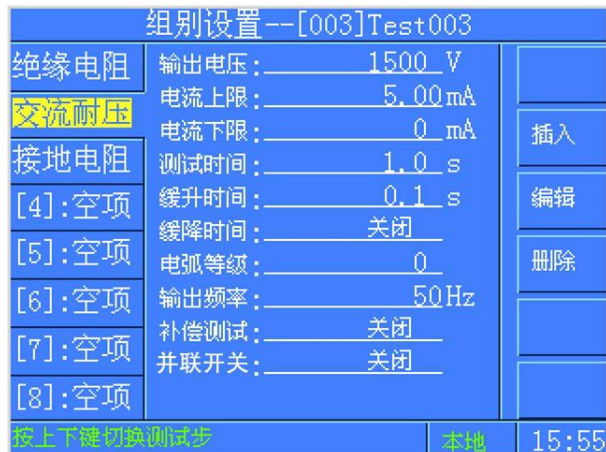 组别设置--[003]Test003
绝缘电阻
交流耐压
接地电阻
[4]:空项
[5]:空项
[6]:空项
[7]:空项
[8]:空项
输出电压: 1500 V
电流上限: 5.00mA
电流下限: 0 mA
测试时间: 1.0 s
缓升时间: 0.1 s
缓降时间: 关闭
电弧等级: 0
输出频率: 50Hz
补偿测试: 关闭
并联开关: 关闭
插入
编辑
删除
按上下键切换测试步
本地
15:55